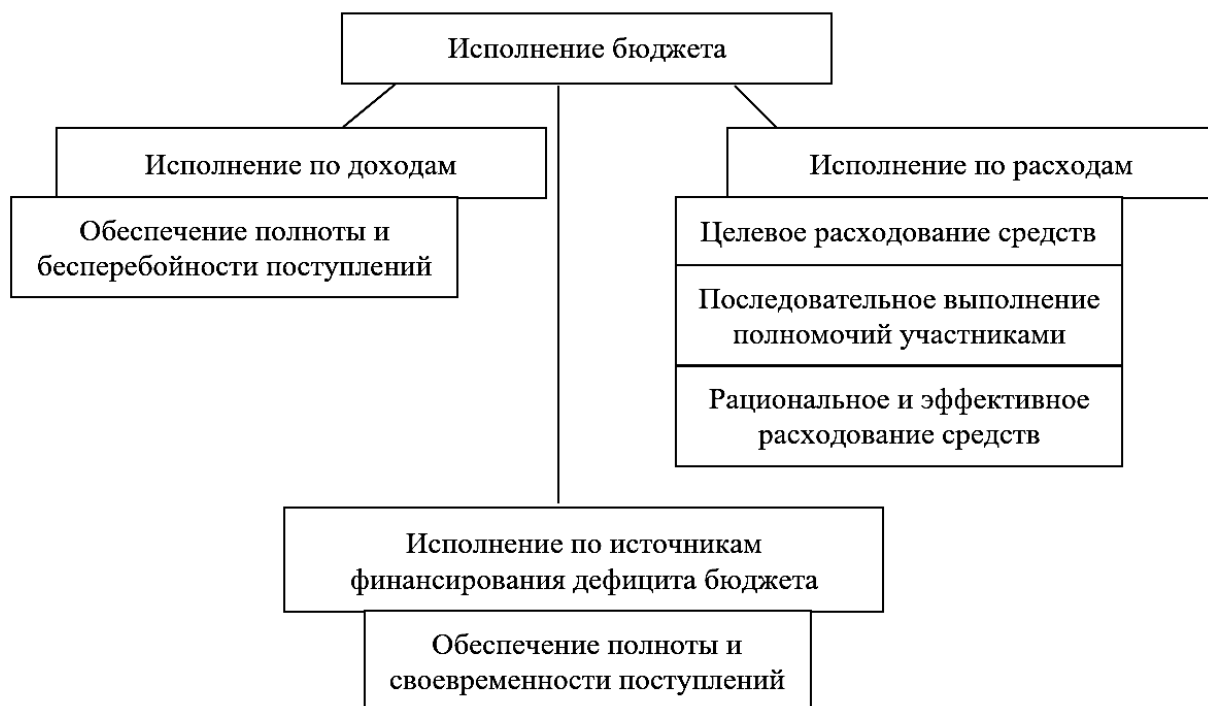 Исполнение бюджета
Исполнение по доходам
Обеспечение полноты и
бесперебойности поступлений
Исполнение по расходам
Целевое расходование средств
Последовательное выполнение
полномочий участниками
Рациональное и эффективное
расходование средств
Исполнение по источникам
финансирования дефицита бюджета
Обеспечение полноты и
своевременности поступлений